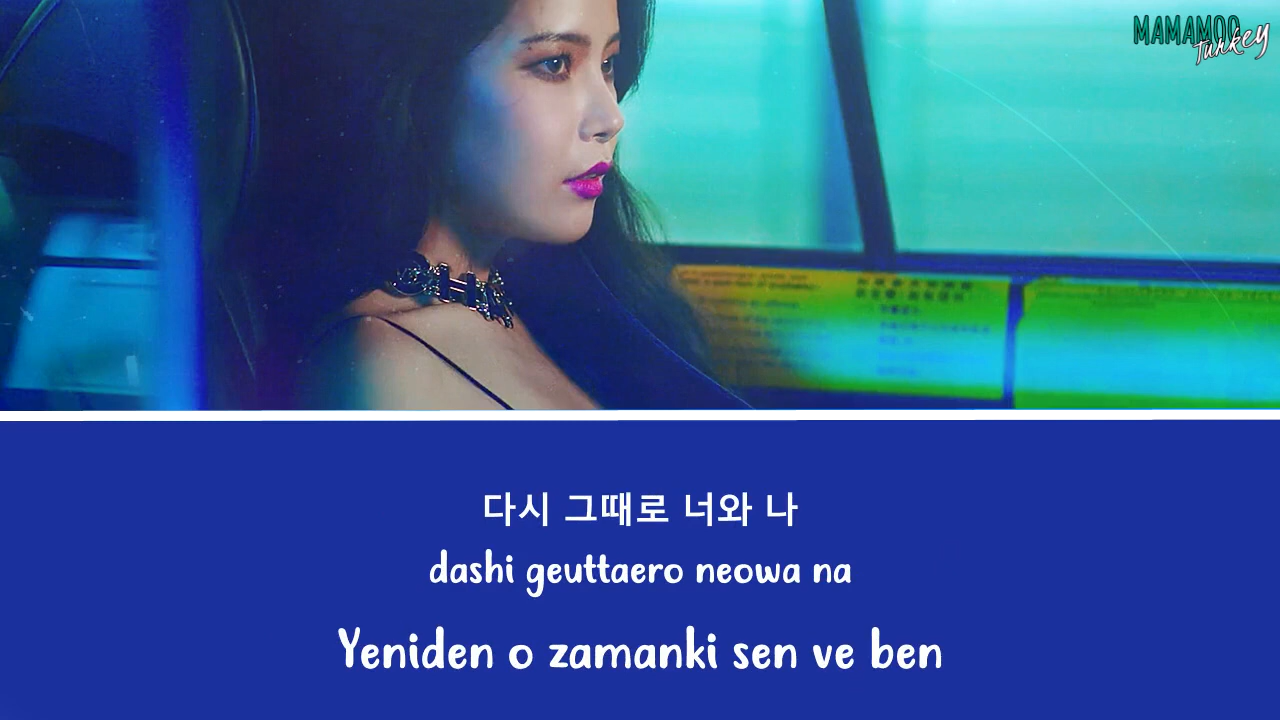 MAMAMOO
Turkey
다시 그때로 너와 나
dashi geuttaero neowa na
Yeniden o zamanki sen ve ben